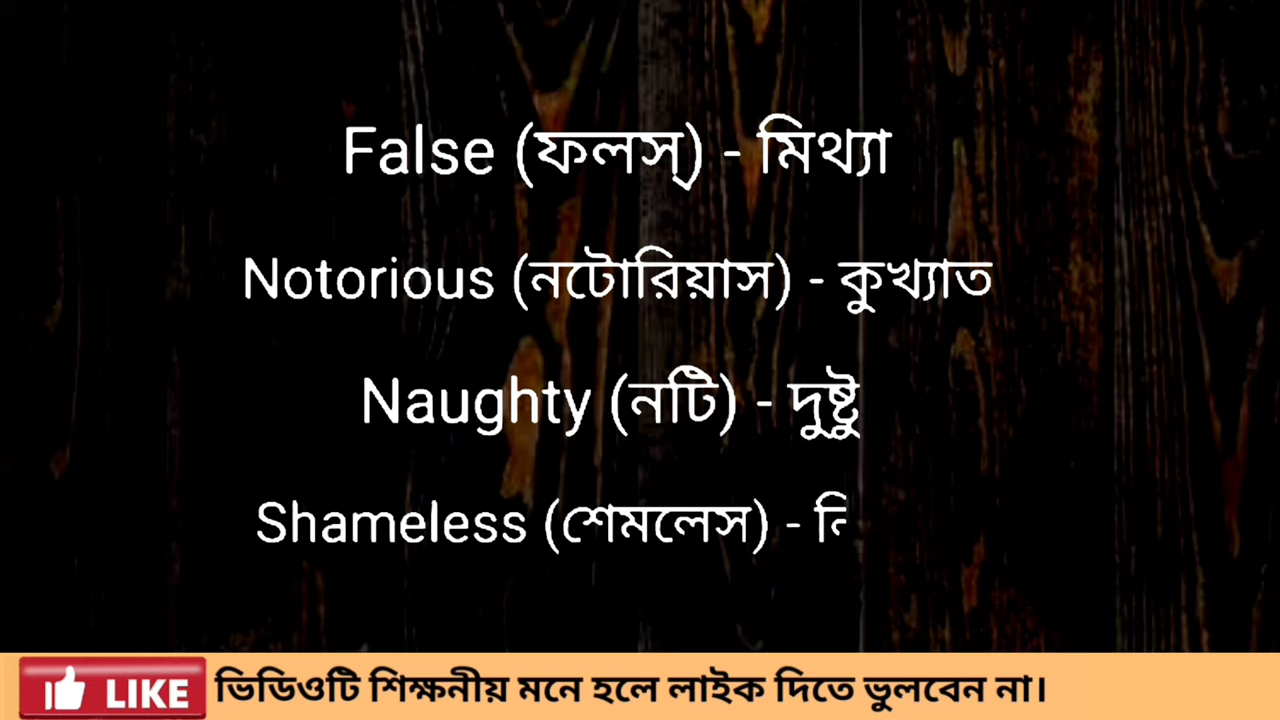 False (ফলস্) - মিথ্যা
Notorious (নটোরিয়াস) - কুখ্যাত
Naughty (নটি) - দুষ্টু
Shameless (শেমলেস) -
LIKE ভিডিওটি শিক্ষনীয় মনে হলে লাইক দিতে ভুলবেন না।